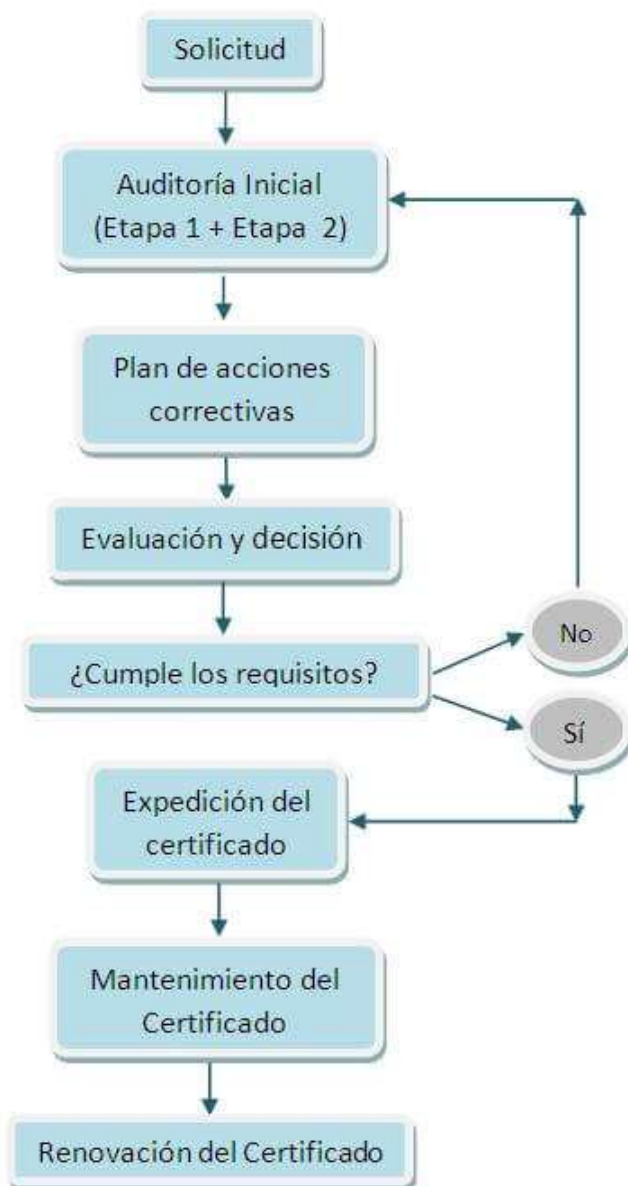 Solicitud
Auditoría Inicial
(Etapa 1 + Etapa 2)
Plan de acciones
correctivas
Evaluación y decisión
¿Cumple los requisitos?
No
Sí
Expedición del
certificado
Mantenimiento del
Certificado
Renovación del Certificado